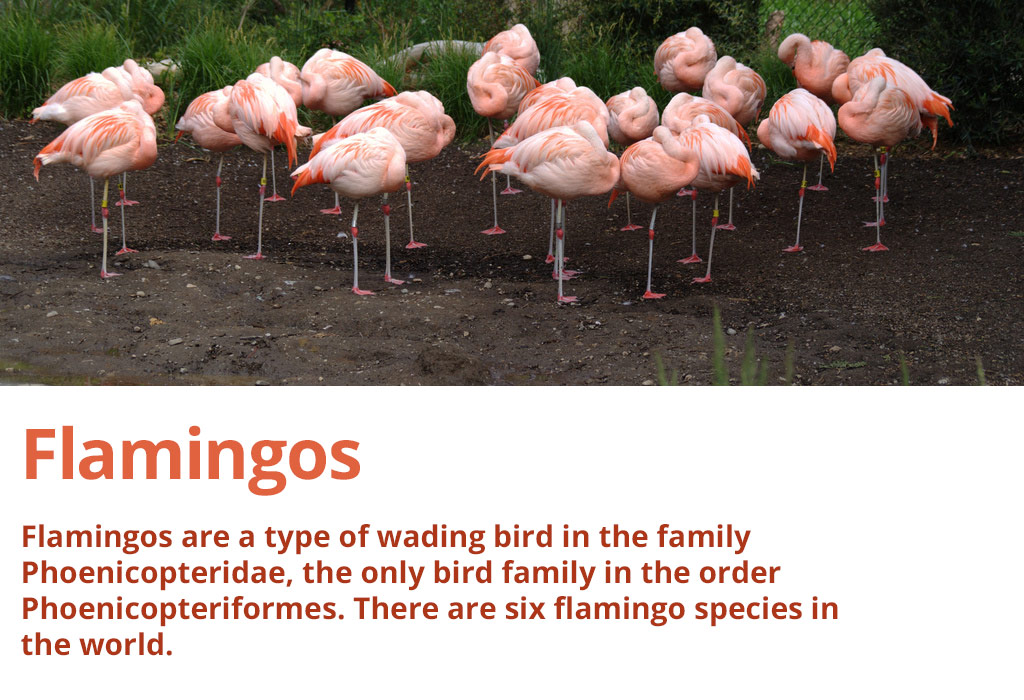 Flamingos
Flamingos are a type of wading bird in the family
Phoenicopteridae, the only bird family in the order
Phoenicopteriformes. There are six flamingo species in
the world.